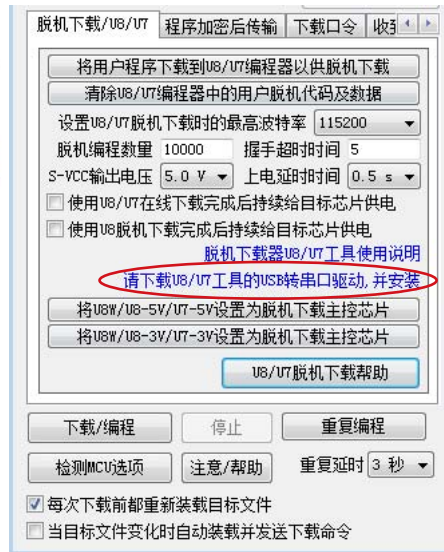 脱机下载/U8/U7 程序加密后传输 下载口令
将用户程序下载到U8/U7编程器以供脱机下载
清除U8/U7编程器中的用户脱机代码及数据
设置U8/U7脱机下载时的最高波特率 115200
脱机编程数量 10000 握手超时时间 5
S-VCC输出电压 5.0 V 上电延时时间 0.5 s
使用U8/U7在线下载完成后持续给目标芯片供电
使用U8脱机下载完成后持续给目标芯片供电
脱机下载器U8/U7工具使用说明
请下载U8/U7工具的USB转串口驱动,并安装
将U8W/U8-5V/U7-5V设置为脱机下载主控芯片
将U8W/U8-3V/U7-3V设置为脱机下载主控芯片
U8/U7脱机下载帮助
下载/编程 停止 重复编程
检测MCU选项 注意/帮助 重复延时 3 秒
每次下载前都重新装载目标文件
当目标文件变化时自动装载并发送下载命令